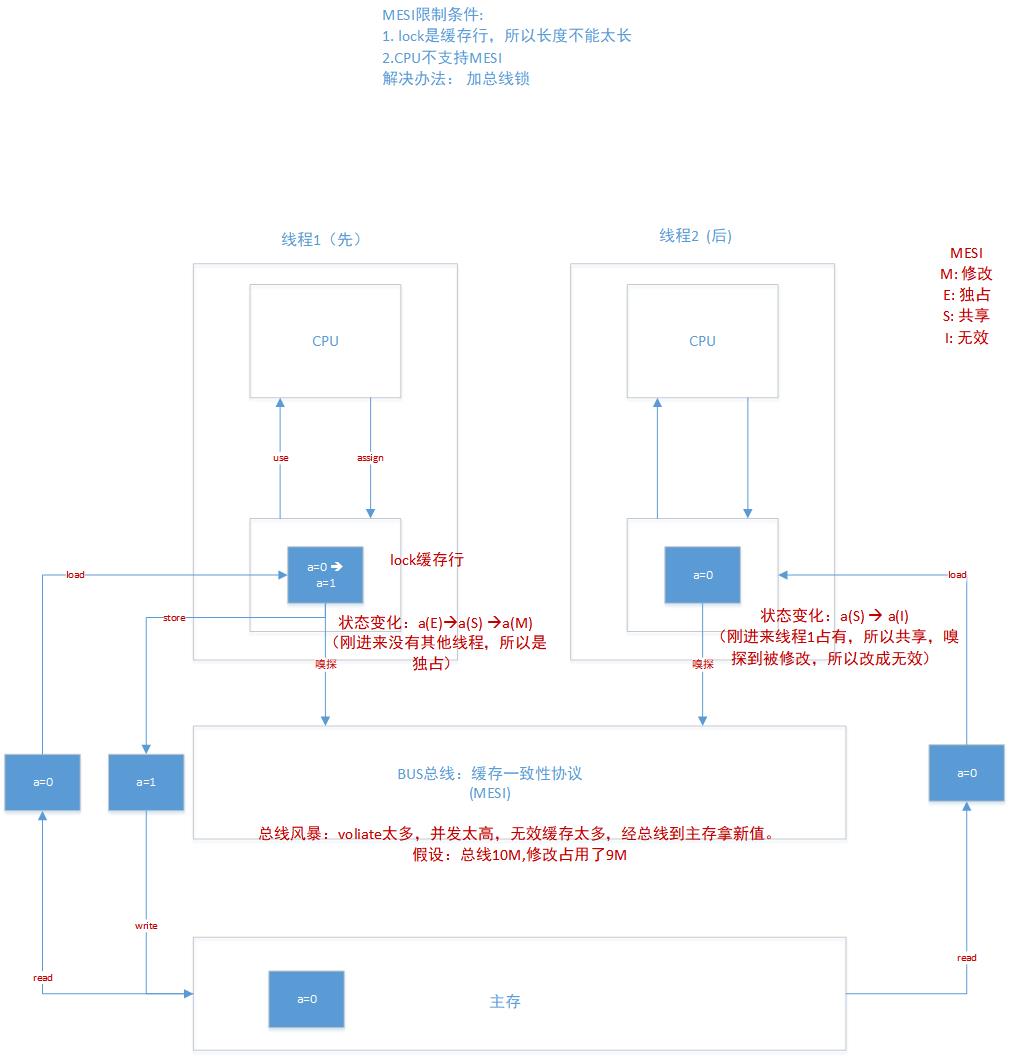 MESI限制条件:
1. lock是缓存行，所以长度不能太长
2.CPU不支持MESI
解决办法： 加总线锁
线程1（先）
线程2 (后)
MESI
M: 修改
E: 独占
S: 共享
I: 无效
CPU
CPU
use
assign
lock缓存行
a=0 →
a=1
a=0
load
load
store
状态变化：a(E)→a(S) →a(M)
（刚进来没有其他线程，所以是
独占）
状态变化：a(S) → a(I)
（刚进来线程1占有，所以共享，嗅
探到被修改，所以改成无效）
嗅探
嗅探
a=0
a=1
a=0
BUS总线：缓存一致性协议
(MESI)
总线风暴：voliate太多，并发太高，无效缓存太多，经总线到主存拿新值。
假设：总线10M,修改占用了9M
write
read
read
a=0
主存